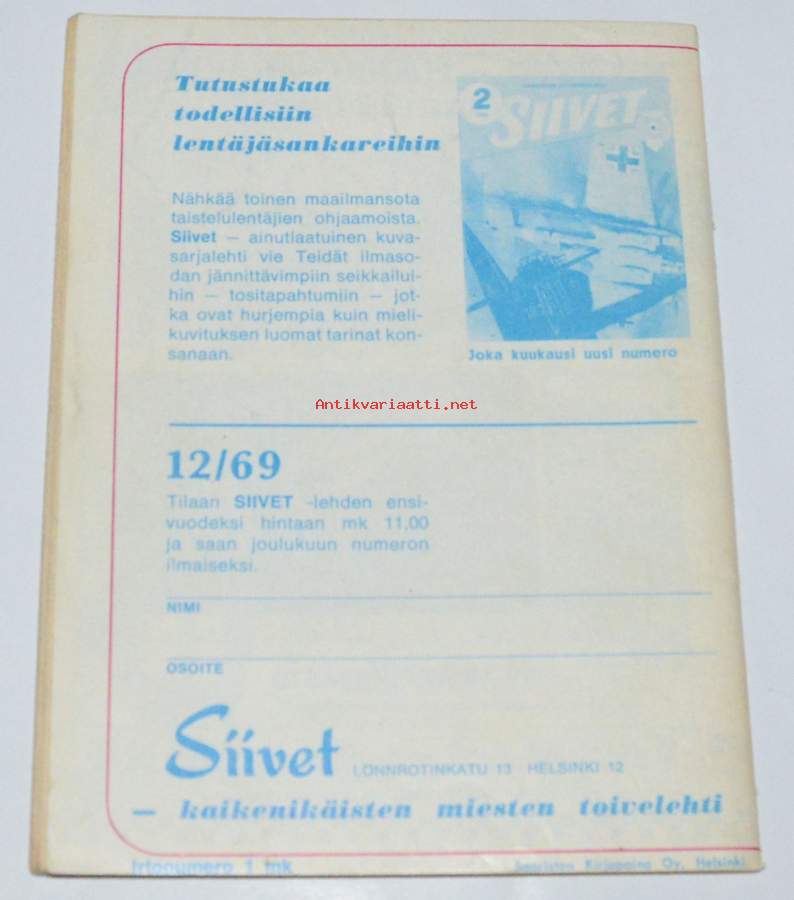 Tutustukaa
todellisiin
lentäjäsankareihin
Nähkää toinen maailmansota
taistelulentäjien ohjaamoista.
Siivet — ainutlaatuinen kuva-
sarjalehti vie Teidät ilmaso-
dan jännittävimpiin seikkailui-
hin — tositapahtumiin — jot-
ka ovat hurjempia kuin mieli-
kuvituksen luomat tarinat kon-
sanaan.
2
SIIVET
Joka kuukausi uusi numero
Antikvariaatti.net
12/69
Tilaan SIIVET -lehden ensi-
vuodeksi hintaan mk 11,00
ja saan joulukuun numeron
ilmaiseksi.
NIMI
OSOITE
Siivet LÖNNROTINKATU 13 HELSINKI 12
— kaikenikäisten miesten toivelehti
Irtonumero 1 mk
Kirjapaino Oy, Helsinki